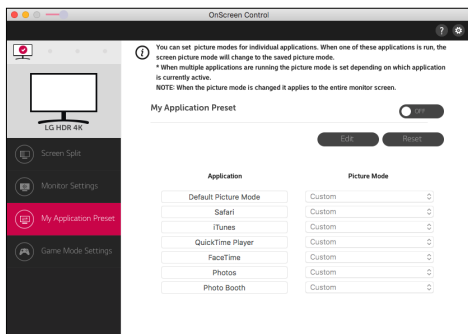 OnScreen Control
?
You can set picture modes for individual applications. When one of these applications is run, the
screen picture mode will change to the saved picture mode.
* When multiple applications are running the picture mode is set depending on which application
is currently active.
NOTE: When the picture mode is changed it applies to the entire monitor screen.
LG HDR 4K
Screen Split
Monitor Settings
My Application Preset
Game Mode Settings
My Application Preset
OFF
Edit Reset
Application Picture Mode
Default Picture Mode Custom
Safari Custom
iTunes Custom
QuickTime Player Custom
FaceTime Custom
Photos Custom
Photo Booth Custom